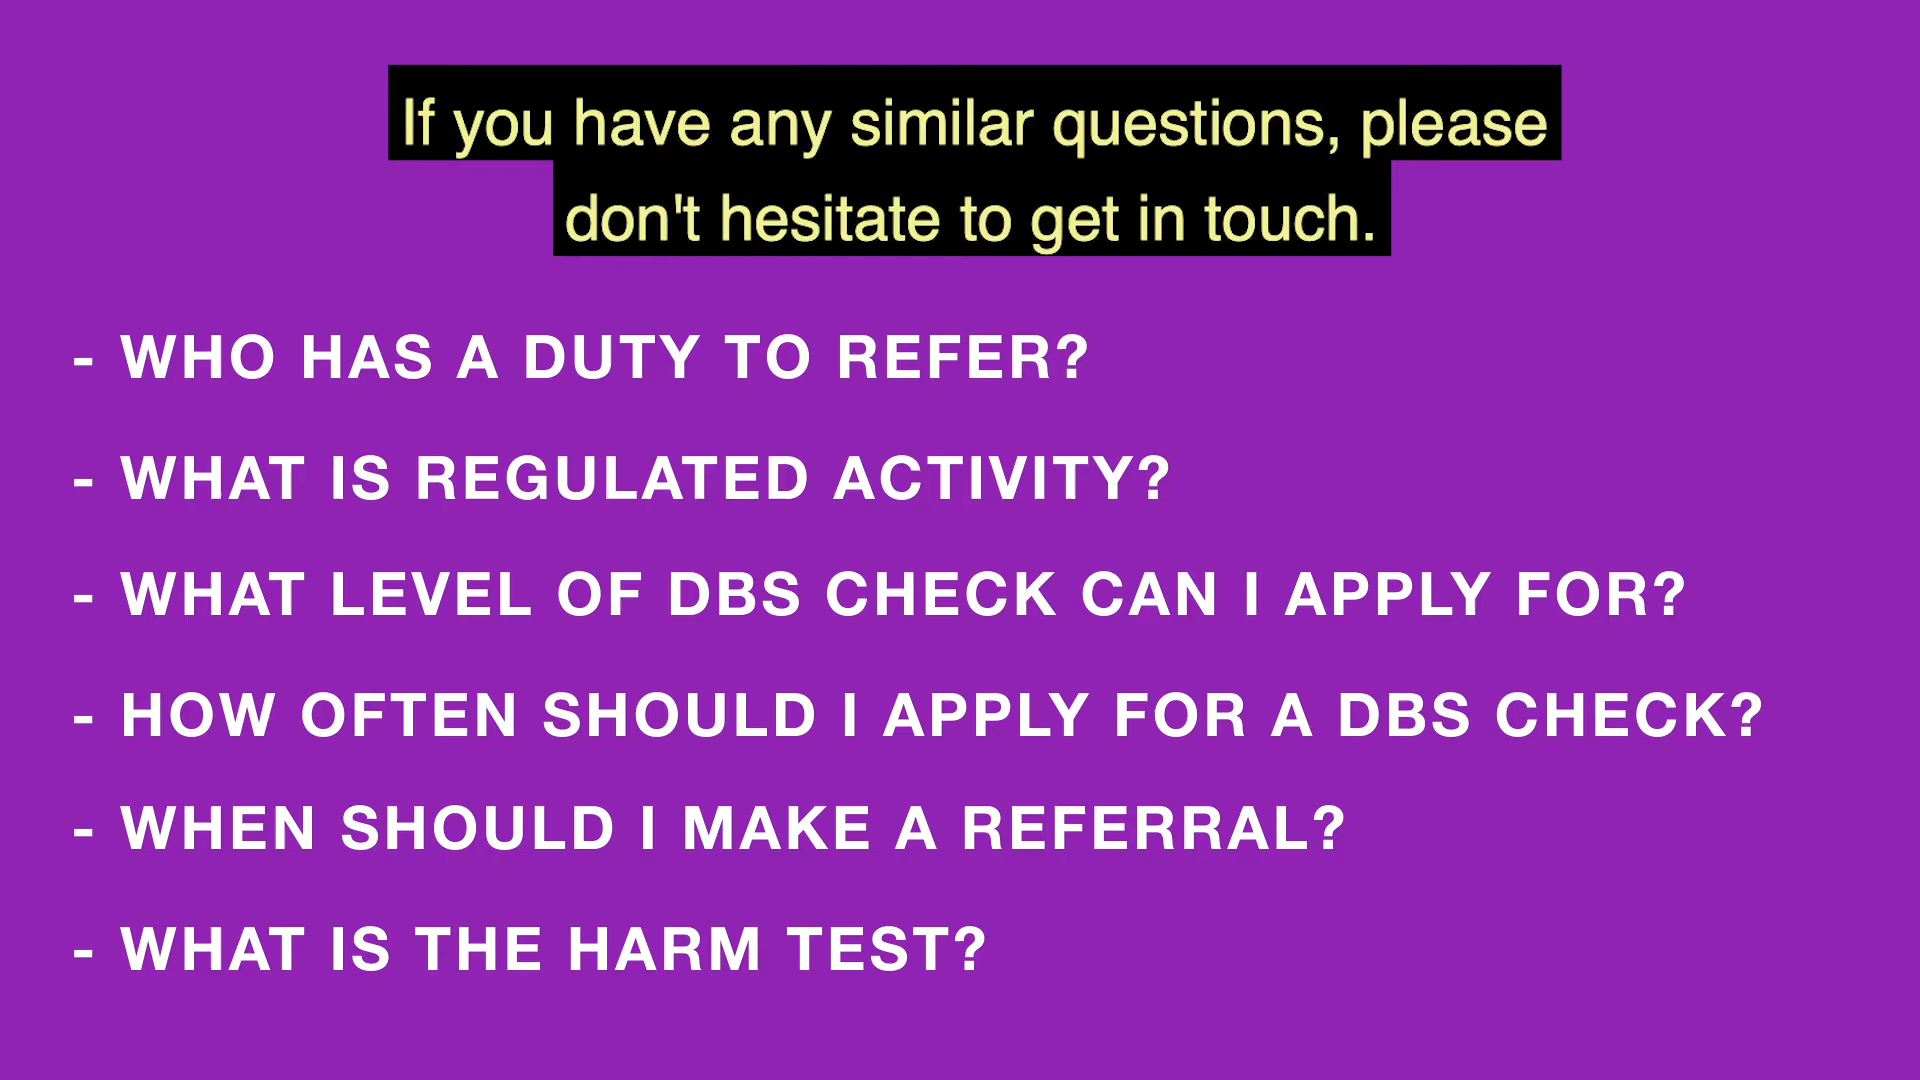 If you have any similar questions, please
don't hesitate to get in touch.
- WHO HAS A DUTY TO REFER?
- WHAT IS REGULATED ACTIVITY?
- WHAT LEVEL OF DBS CHECK CAN I APPLY FOR?
- HOW OFTEN SHOULD I APPLY FOR A DBS CHECK?
- WHEN SHOULD I MAKE A REFERRAL?
- WHAT IS THE HARM TEST?